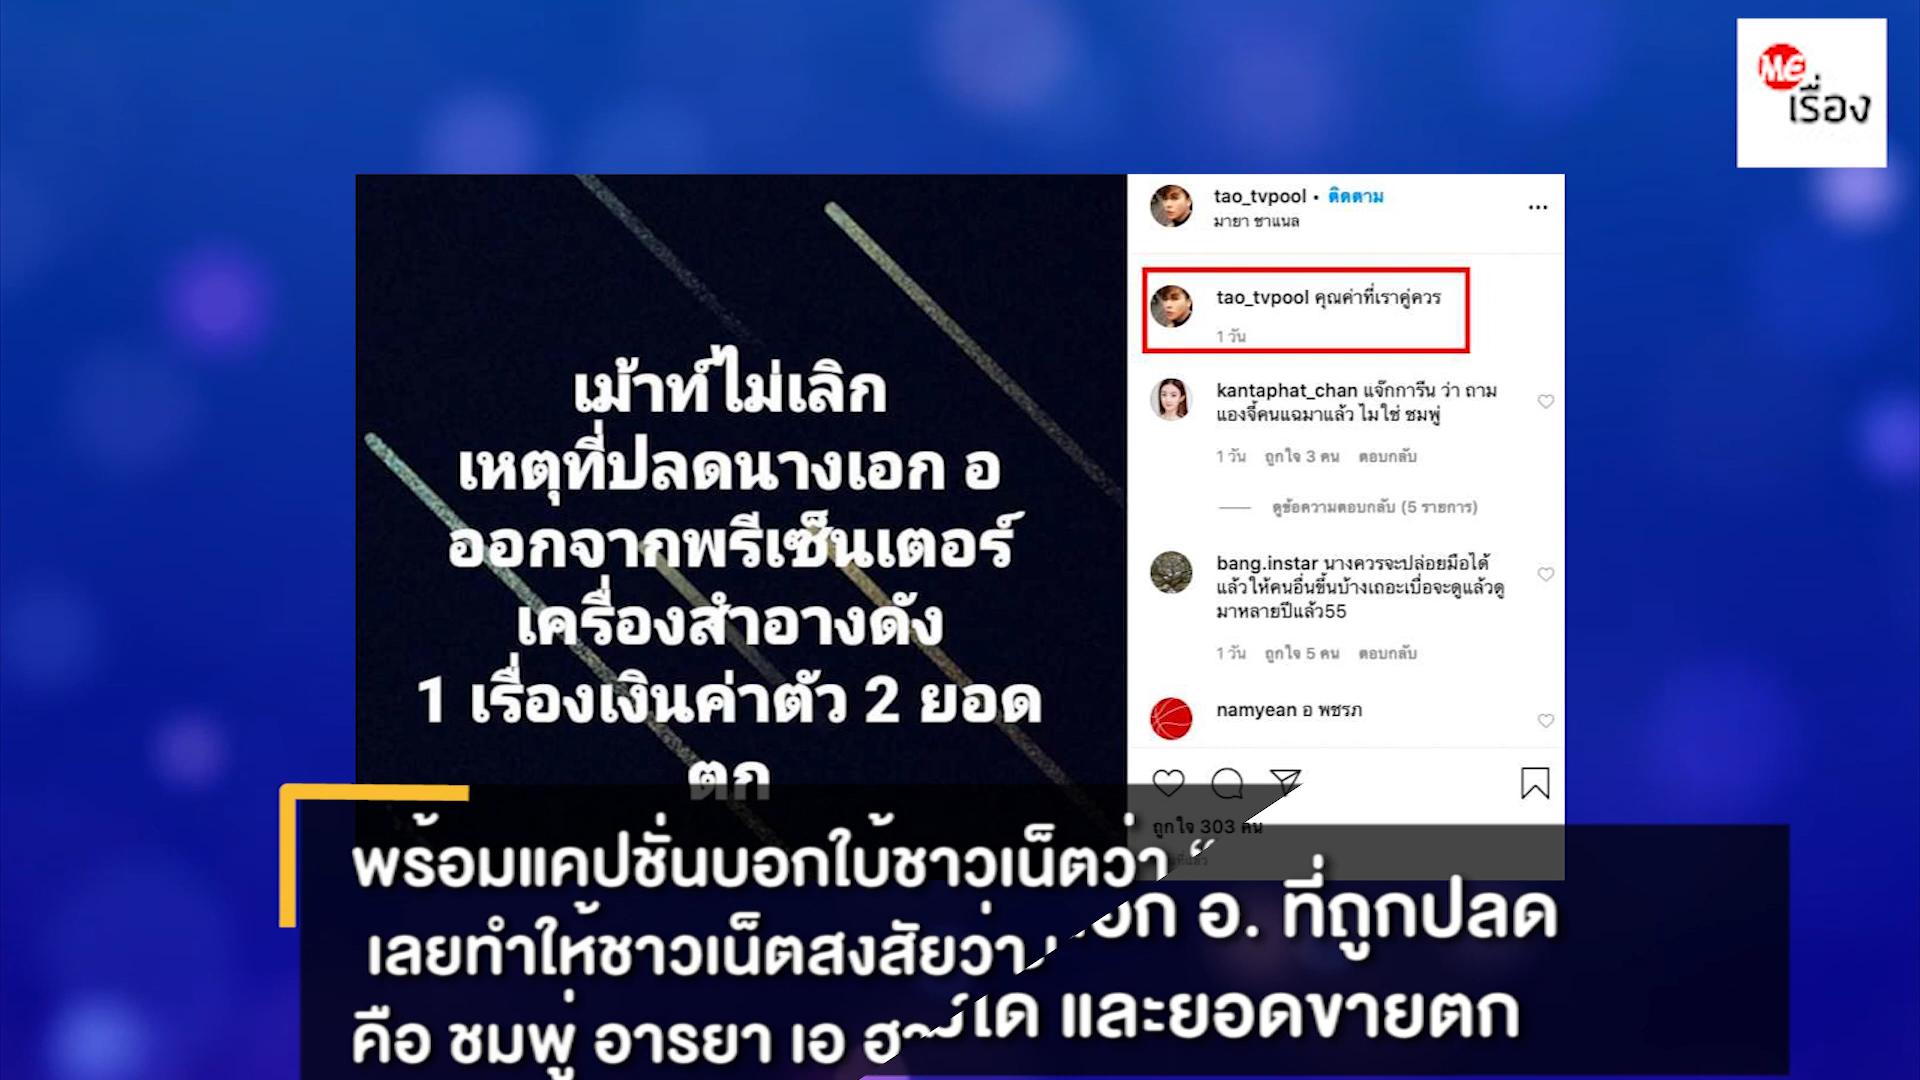 ME
เรื่อง
เม้าท์ไม่เลิก
เหตุที่ปลดนางเอก อ
ออกจากพรีเซ็นเตอร์
เครื่องสำอางดัง
1 เรื่องเงินค่าตัว 2 ยอด
ตก
tao_tvpool • ติดตาม
มายา ชาแนล
tao_tvpool คุณค่าที่เราคู่ควร
1 วัน
kantaphat_chan แจ๊กการีน ว่า ถาม
แองจี้คนแฉมาแล้ว ไมใช่ ชมพู่
1 วัน ถูกใจ 3 คน ตอบกลับ
ดูข้อความตอบกลับ (5 รายการ)
bang.instar นางควรจะปล่อยมือได้
แล้วให้คนอื่นขึ้นบ้างเถอะเบื่อจะดูแล้วดู
มาหลายปีแล้ว55
1 วัน ถูกใจ 5 คน ตอบกลับ
namyean อ พชรภ
ถูกใจ 303 คน
พร้อมแคปชั่นบอกใบ้ชาวเน็ตว่า “
เลยทำให้ชาวเน็ตสงสัยว่า
คือ ชมพู่ อารยา เอ ฮ
อ. ที่ถูกปลด
และยอดขายตก